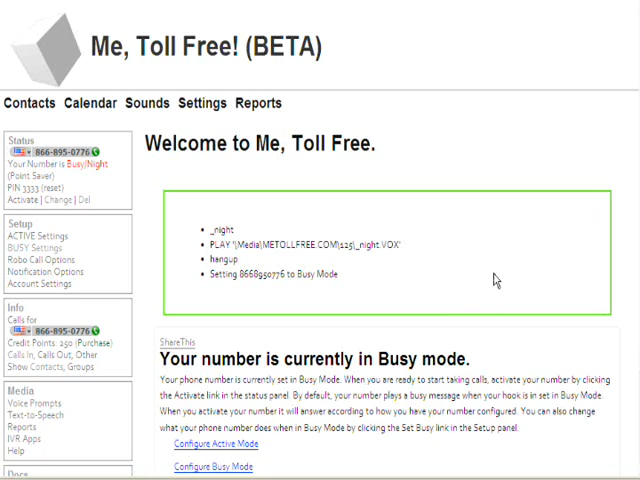 Me, Toll Free! (BETA)
Contacts Calendar Sounds Settings Reports
Status
866-895-0776
Your Number is Busy/Night
(Point Saver)
PIN 3333 (reset)
Activate | Change | Del
Setup
ACTIVE Settings
BUSY Settings
Robo Call Options
Notification Options
Account Settings
Info
Calls for
866-895-0776
Credit Points: 250 (Purchase)
Calls In, Calls Out, Other
Show Contacts, Groups
Media
Voice Prompts
Text-to-Speech
Reports
IVR Apps
Help
Docs
Welcome to Me, Toll Free.
• _night
• PLAY "\Media\METOLLFREE.COM\125\_night.VOX"
• hangup
• Setting 8668950776 to Busy Mode
ShareThis
Your number is currently in Busy mode.
Your phone number is currently set in Busy Mode. When you are ready to start taking calls, activate your number by clicking
the Activate link in the status panel. By default, your number plays a busy message when your hook is set in Busy Mode.
When you activate your number it will answer according to how you have your number configured. You can also change
what your phone number does when in Busy Mode by clicking the Set Busy link in the Setup panel.
Configure Active Mode
Configure Busy Mode